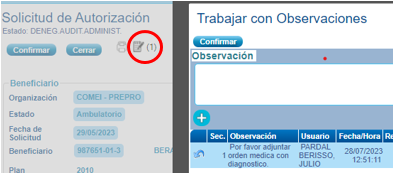 Solicitud de Autorización
Estado: DENEG.AUDIT.ADMINIST.
Confirmar
Cerrar
(1)
Beneficiario
Organización
COMEI - PREPRO
Estado
Ambulatorio
Fecha de
Solicitud
29/05/2023
Beneficiario
987651-01-3
BERA
Plan
2010
Trabajar con Observaciones
Confirmar
Observación
Sec. Observación Usuario Fecha/Hora Re
1 Por favor adjuntar orden medica con diagnostico.
PARDAL BERISSO, JULIO
28/07/2023 12:51:11